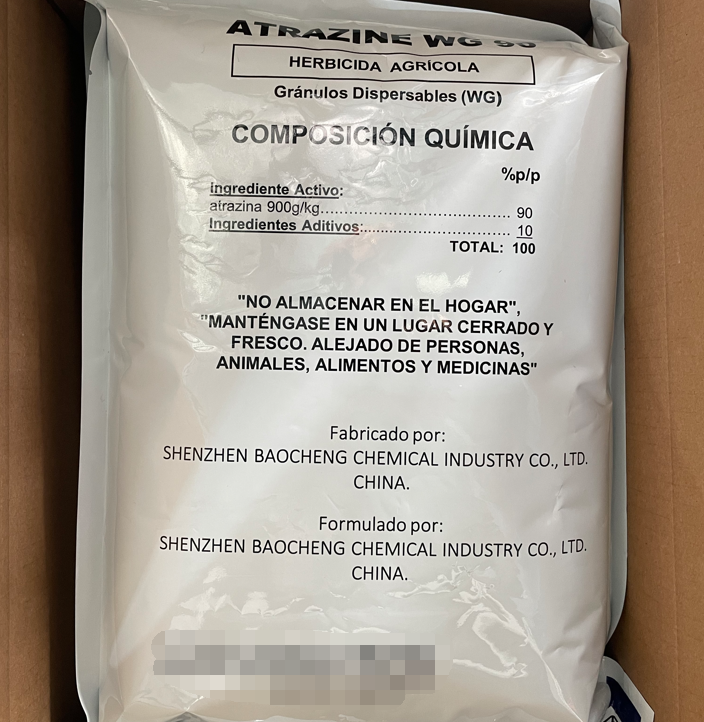 ATRAZINE WG 90
HERBICIDA AGRÍCOLA
Gránulos Dispersables (WG)
COMPOSICIÓN QUÍMICA
%p/p
Ingrediente Activo:
atrazina 900g/kg........................................ 90
Ingredientes Aditivos:................................ 10
TOTAL: 100
"NO ALMACENAR EN EL HOGAR",
"MANTÉNGASE EN UN LUGAR CERRADO Y
FRESCO. ALEJADO DE PERSONAS,
ANIMALES, ALIMENTOS Y MEDICINAS"
Fabricado por:
SHENZHEN BAOCHENG CHEMICAL INDUSTRY CO., LTD.
CHINA.
Formulado por:
SHENZHEN BAOCHENG CHEMICAL INDUSTRY CO., LTD.
CHINA.